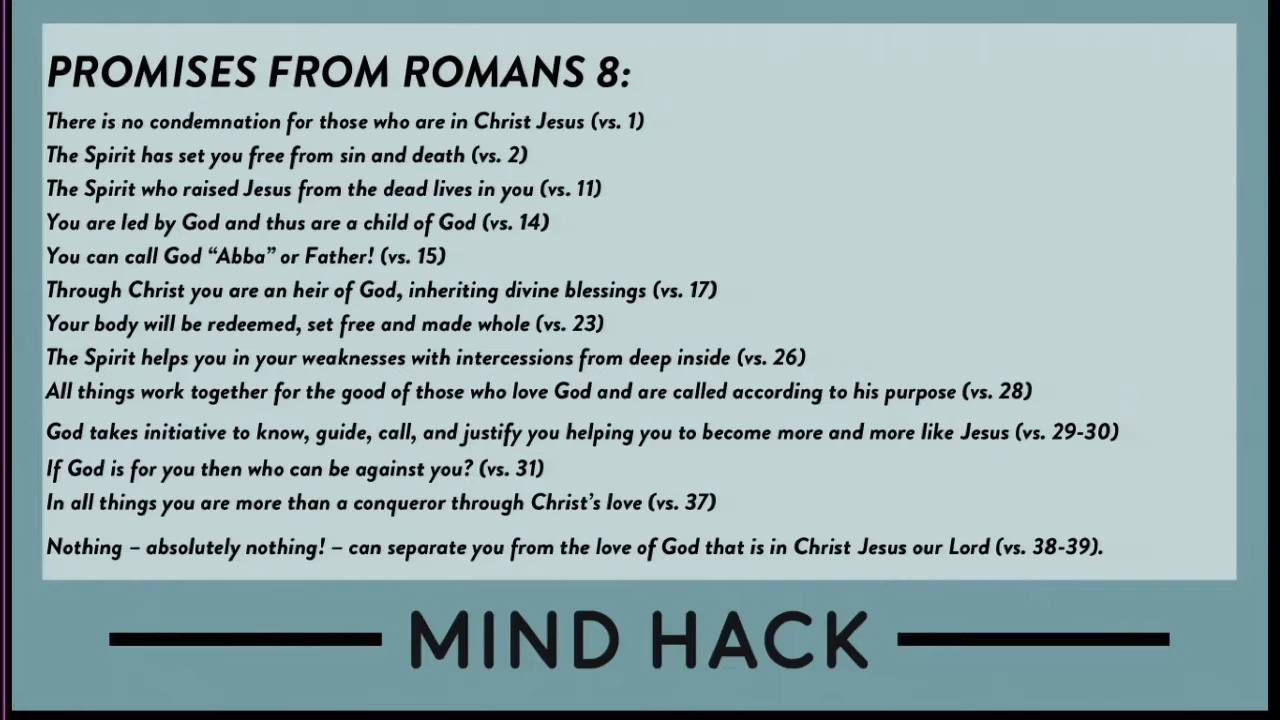 PROMISES FROM ROMANS 8:
There is no condemnation for those who are in Christ Jesus (vs. 1)
The Spirit has set you free from sin and death (vs. 2)
The Spirit who raised Jesus from the dead lives in you (vs. 11)
You are led by God and thus are a child of God (vs. 14)
You can call God “Abba” or Father! (vs. 15)
Through Christ you are an heir of God, inheriting divine blessings (vs. 17)
Your body will be redeemed, set free and made whole (vs. 23)
The Spirit helps you in your weaknesses with intercessions from deep inside (vs. 26)
All things work together for the good of those who love God and are called according to his purpose (vs. 28)
God takes initiative to know, guide, call, and justify you helping you to become more and more like Jesus (vs. 29-30)
If God is for you then who can be against you? (vs. 31)
In all things you are more than a conqueror through Christ’s love (vs. 37)
Nothing – absolutely nothing! – can separate you from the love of God that is in Christ Jesus our Lord (vs. 38-39).
MIND HACK